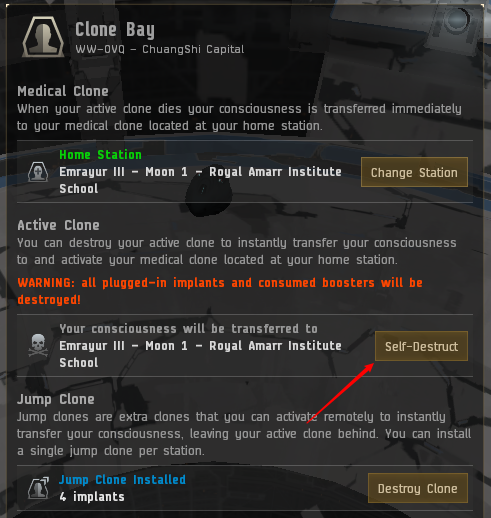 Clone Bay
WW-OVQ - ChuangShi Capital
Medical Clone
When your active clone dies your consciousness is transferred immediately
to your medical clone located at your home station.
Home Station
Emrayur III - Moon 1 - Royal Amarr Institute
School
Change Station
Active Clone
You can destroy your active clone to instantly transfer your consciousness
to and activate your medical clone located at your home station.
WARNING: all plugged-in implants and consumed boosters will be
destroyed!
Your consciousness will be transferred to
Emrayur III - Moon 1 - Royal Amarr Institute
School
Self-Destruct
Jump Clone
Jump clones are extra clones that you can activate remotely to instantly
transfer your consciousness, leaving your active clone behind. You can install
a single jump clone per station.
Jump Clone Installed
4 implants
Destroy Clone